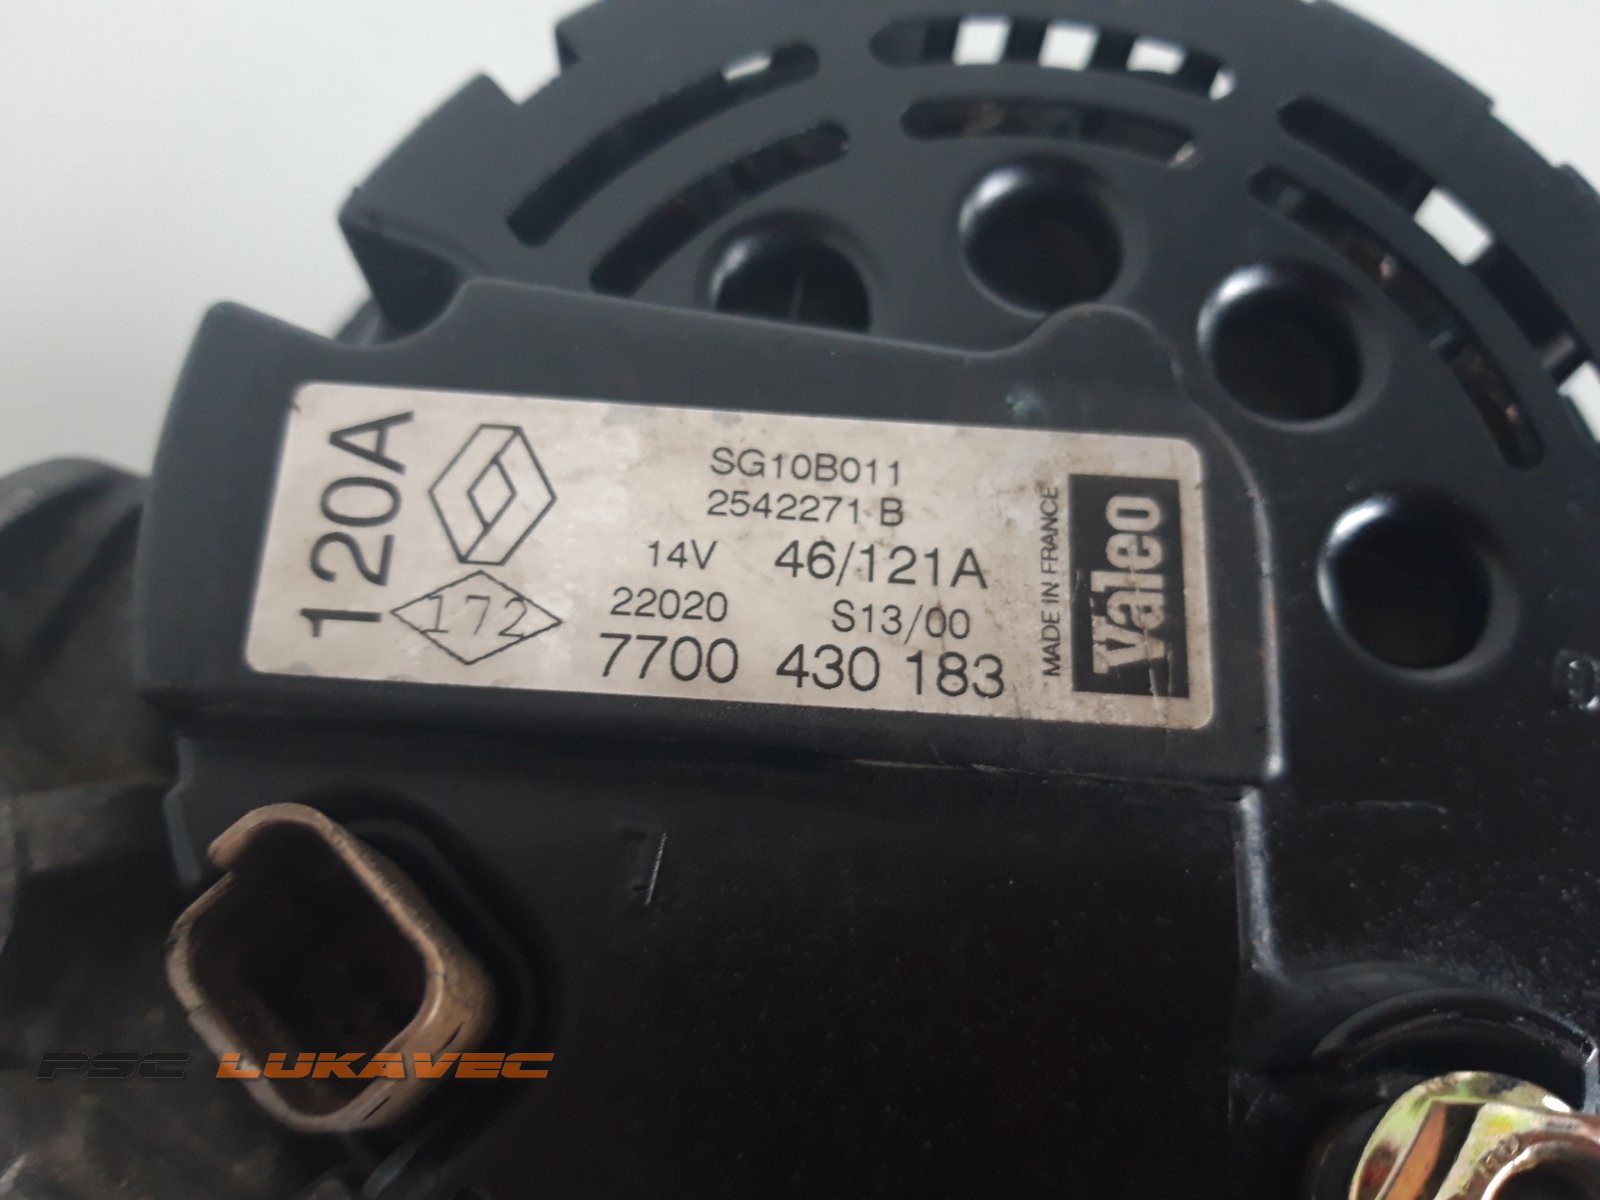 120A
172
SG10B011
2542271 B
14V 46/121A
22020 S13/00
7700 430 183
MADE IN FRANCE
Valeo
PSC LUKAVEC